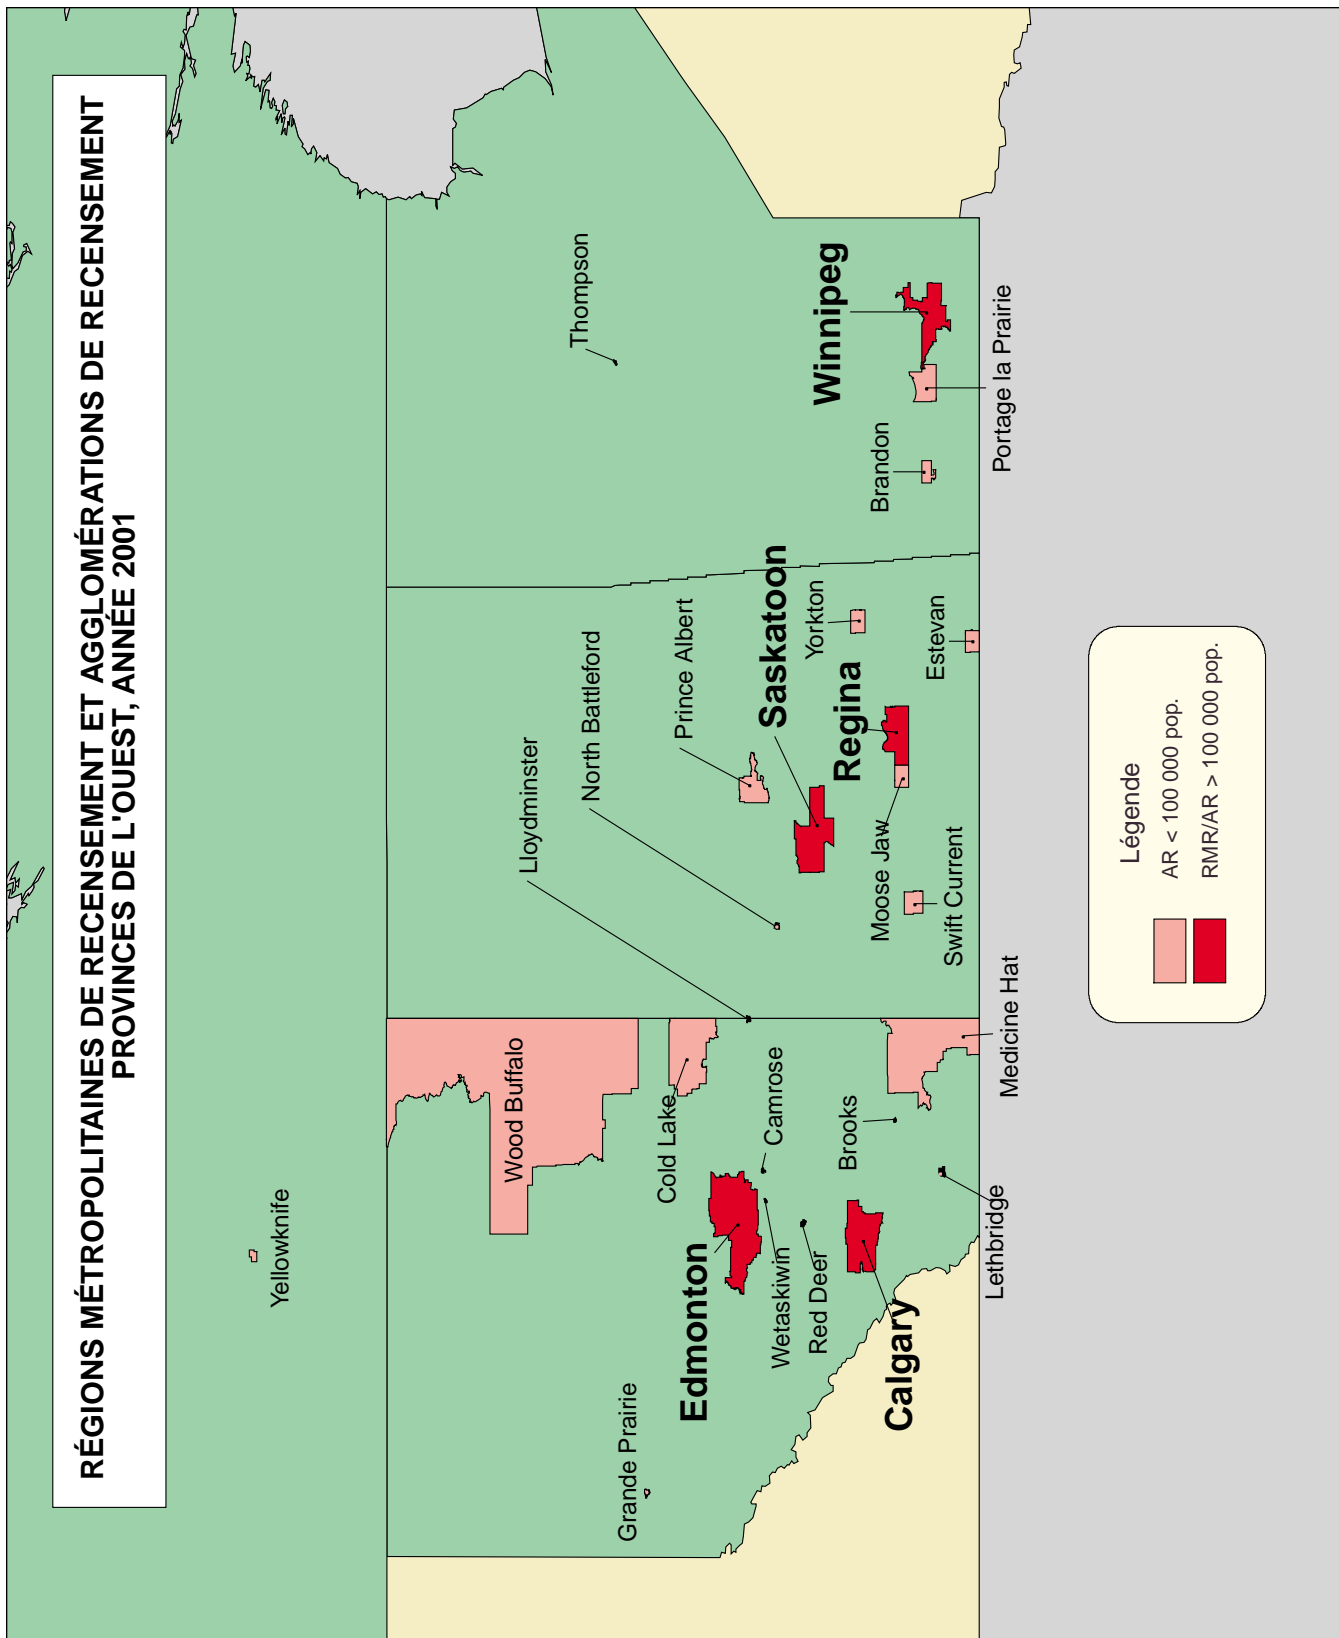 RÉGIONS MÉTROPOLITAINES DE RECENSEMENT ET AGGLOMÉRATIONS DE RECENSEMENT
PROVINCES DE L'OUEST, ANNÉE 2001
Yellowknife
Wood Buffalo
Thompson
Grande Prairie
Lloydminster
North Battleford
Cold Lake
Prince Albert
Edmonton
Camrose
Saskatoon
Wetaskiwin
Red Deer
Yorkton
Winnipeg
Brooks
Regina
Brandon
Calgary
Moose Jaw
Estevan
Swift Current
Lethbridge
Medicine Hat
Portage la Prairie
Légende
AR < 100 000 pop.
RMR/AR > 100 000 pop.